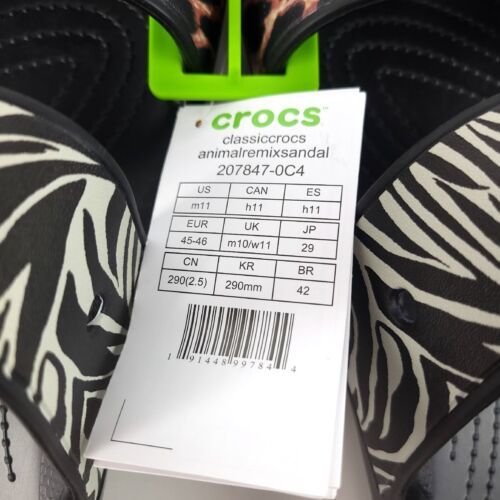 crocs™
classiccrocs
animalremixsandal
207847-0C4
US CAN ES
m11 h11 h11
EUR UK JP
45-46 m10/w11 29
CN KR BR
290(2.5) 290mm 42
1 91448 99784 4